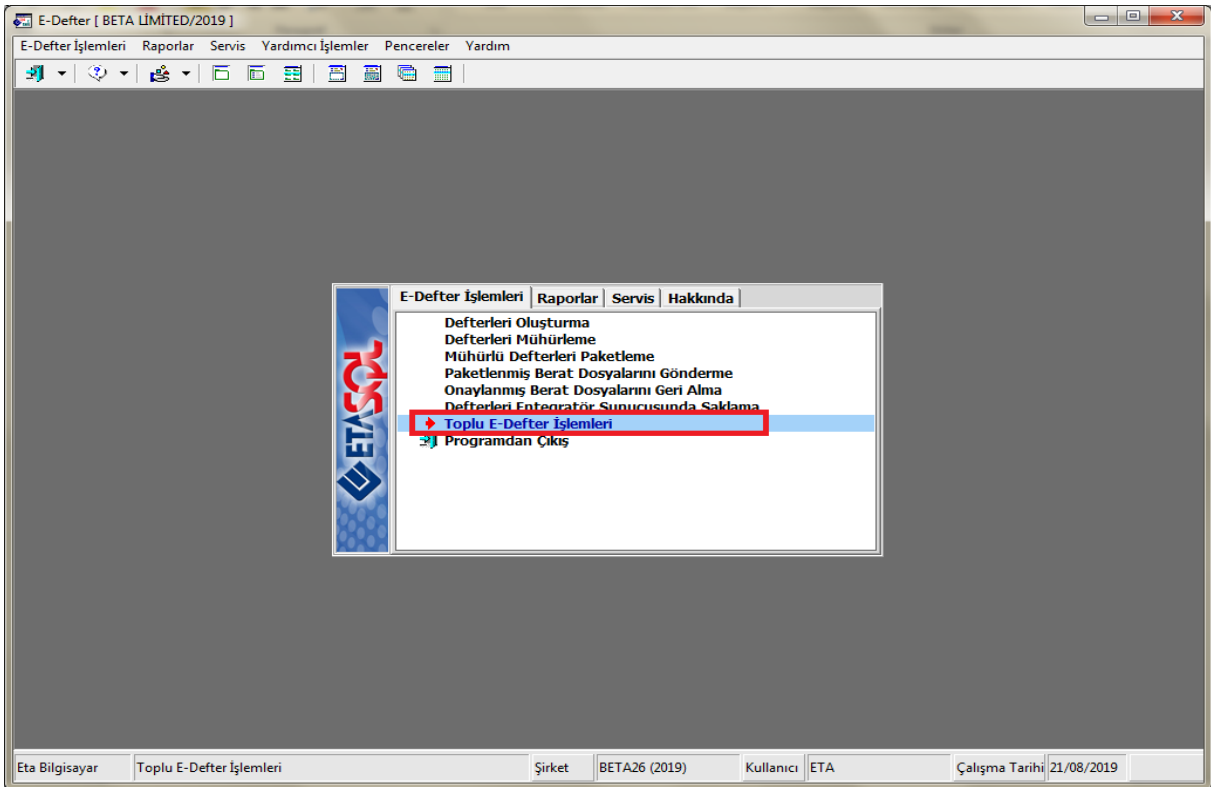 E-Defter [ BETA LİMİTED/2019 ]
E-Defter İşlemleri Raporlar Servis Yardımcı İşlemler Pencereler Yardım
E-Defter İşlemleri Raporlar Servis Hakkında
Defterleri Oluşturma
Defterleri Mühürleme
Mühürlü Defterleri Paketleme
Paketlenmiş Berat Dosyalarını Gönderme
Onaylanmış Berat Dosyalarını Geri Alma
Defterleri Entegratör Sunucusunda Saklama
Toplu E-Defter İşlemleri
Programdan Çıkış
ETASQL
Eta Bilgisayar Toplu E-Defter İşlemleri Şirket BETA26 (2019) Kullanıcı ETA Çalışma Tarihi 21/08/2019